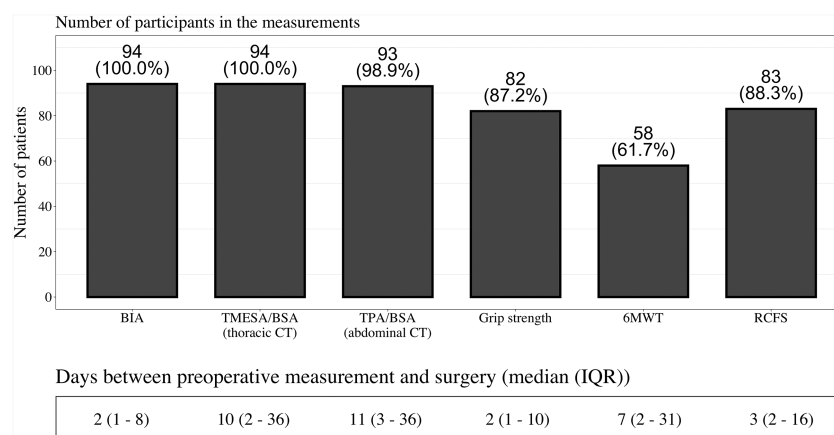 Number of participants in the measurements
94
(100.0%)
94
(100.0%)
93
(98.9%)
82
(87.2%)
58
(61.7%)
83
(88.3%)
Number of patients
100
80
60
40
20
0
BIA
TMESA/BSA
(thoracic CT)
TPA/BSA
(abdominal CT)
Grip strength
6MWT
RCFS
Days between preoperative measurement and surgery (median (IQR))
2 (1 - 8) 10 (2 - 36) 11 (3 - 36) 2 (1 - 10) 7 (2 - 31) 3 (2 - 16)